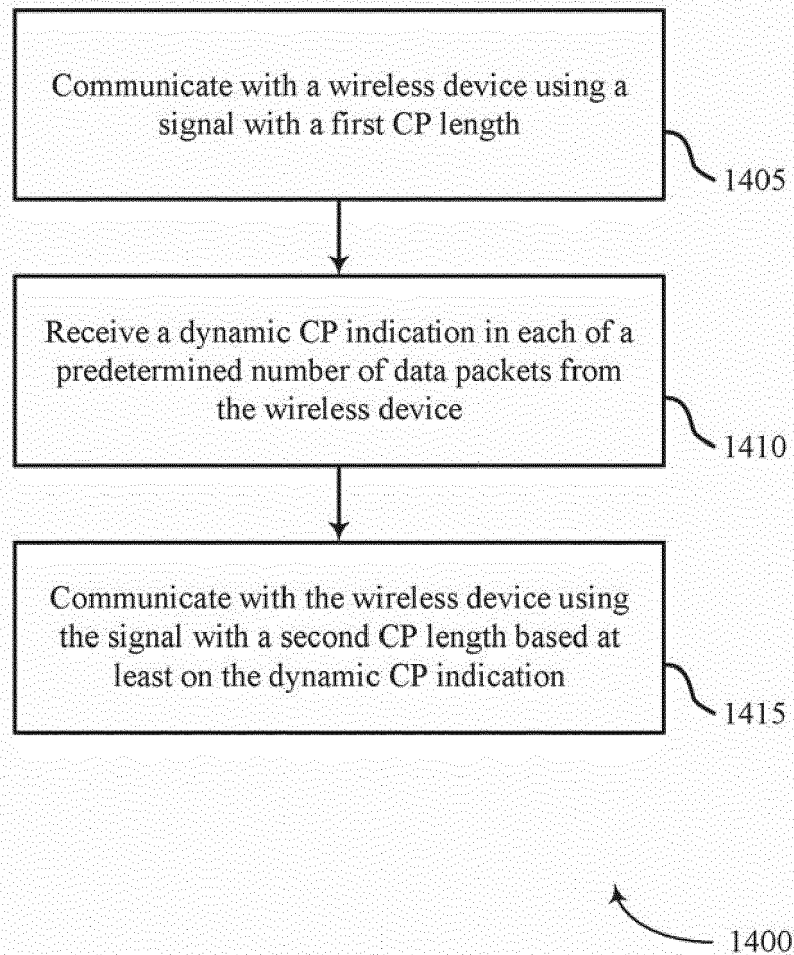 Communicate with a wireless device using a
signal with a first CP length
1405
Receive a dynamic CP indication in each of a
predetermined number of data packets from
the wireless device
1410
Communicate with the wireless device using
the signal with a second CP length based at
least on the dynamic CP indication
1415
1400